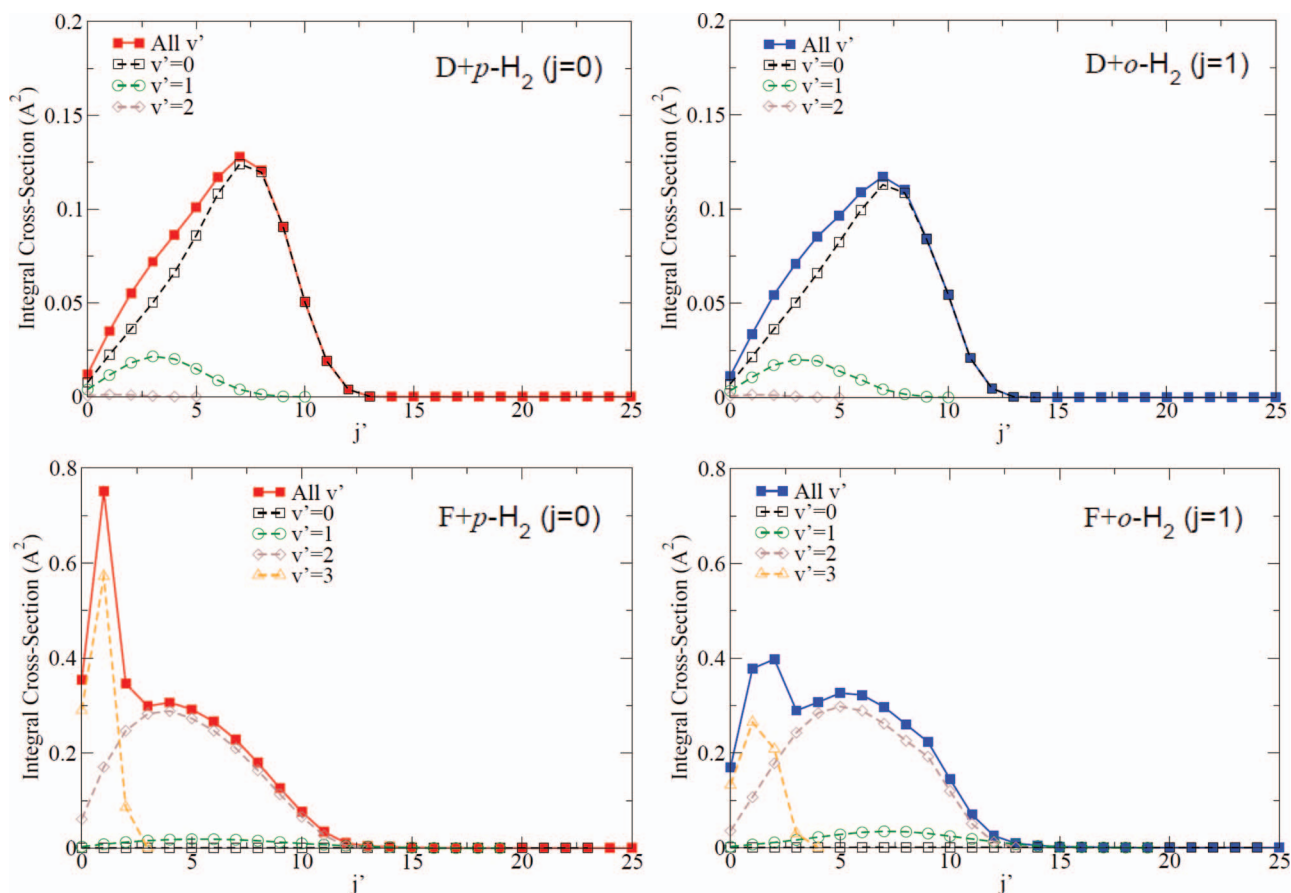 0.2
0.15
0.1
0.05
0
Integral Cross-Section (A²)
All v'
v'=0
v'=1
v'=2
D+p-H₂ (j=0)
0 5 10 15 20 25
j'
0.2
0.15
0.1
0.05
0
Integral Cross-Section (A²)
All v'
v'=0
v'=1
v'=2
D+o-H₂ (j=1)
0 5 10 15 20 25
j'
0.8
0.6
0.4
0.2
0
Integral Cross-Section (A²)
All v'
v'=0
v'=1
v'=2
v'=3
F+p-H₂ (j=0)
0 5 10 15 20 25
j'
0.8
0.6
0.4
0.2
0
Integral Cross-Section (A²)
All v'
v'=0
v'=1
v'=2
v'=3
F+o-H₂ (j=1)
0 5 10 15 20 25
j'